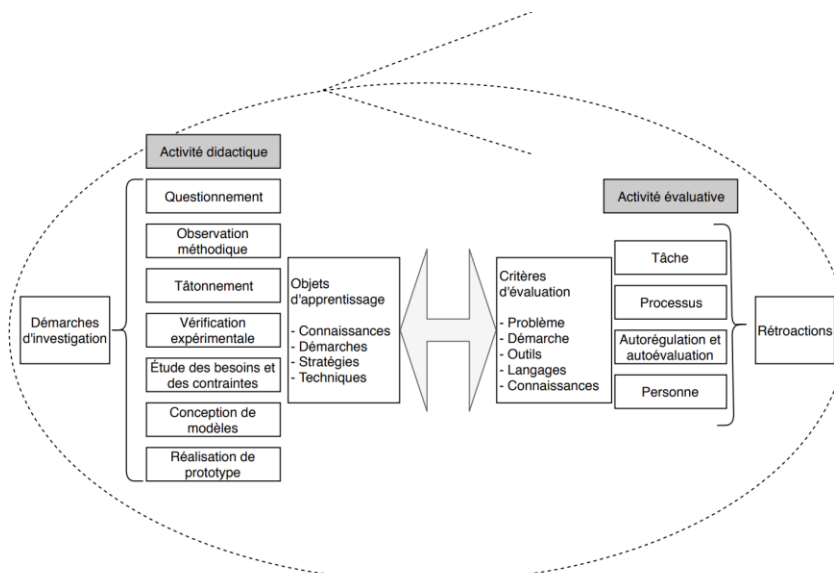 Activité didactique
Questionnement
Observation
méthodique
Tâtonnement
Vérification
expérimentale
Étude des besoins et
des contraintes
Conception de
modèles
Réalisation de
prototype
Démarches
d'investigation
Objets
d'apprentissage
- Connaissances
- Démarches
- Stratégies
- Techniques
Critères
d'évaluation
- Problème
- Démarche
- Outils
- Langages
- Connaissances
Activité évaluative
Tâche
Processus
Autorégulation et
autoévaluation
Personne
Rétroactions